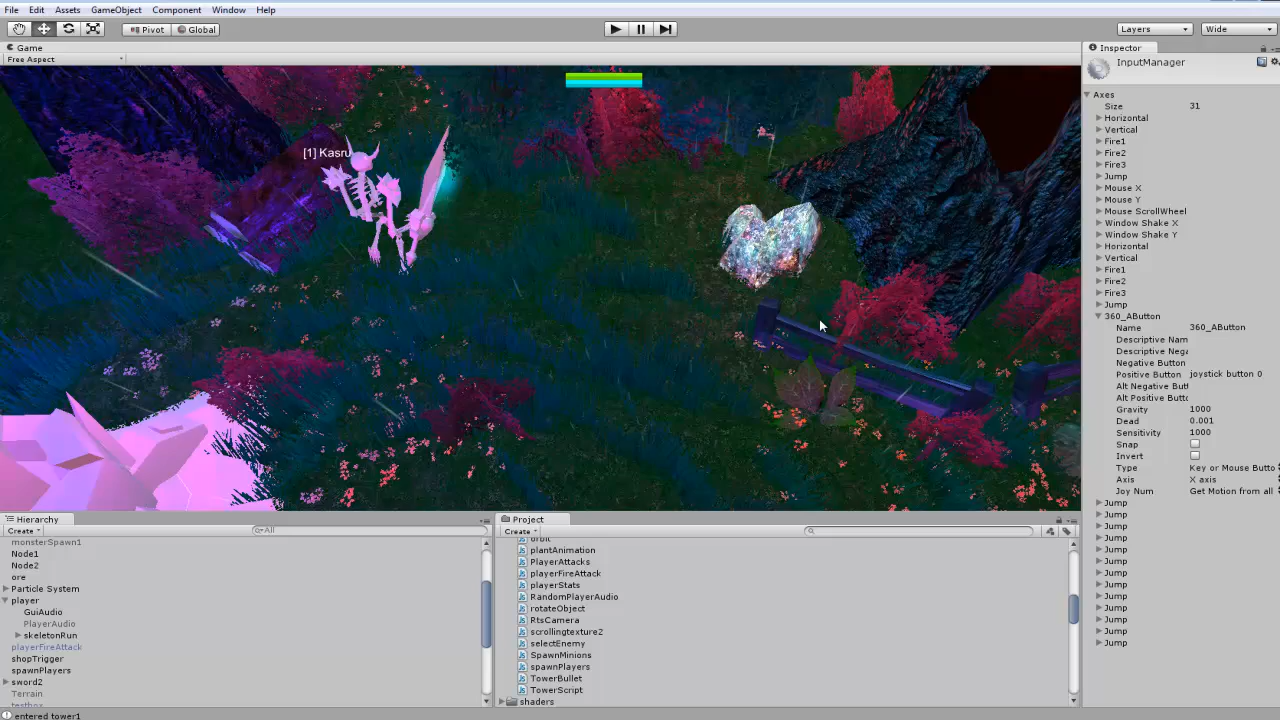 File Edit Assets GameObject Component Window Help
Pivot Global Layers Wide
Game
Free Aspect
[1] Kasru
Inspector
InputManager
Axes
Size 31
Horizontal
Vertical
Fire1
Fire2
Fire3
Jump
Mouse X
Mouse Y
Mouse ScrollWheel
Window Shake X
Window Shake Y
Horizontal
Vertical
Fire1
Fire2
Fire3
Jump
360_AButton
Name 360_AButton
Descriptive Nam
Descriptive Nega
Negative Button
Positive Button joystick button 0
Alt Negative Butt
Alt Positive Butto
Gravity 1000
Dead 0.001
Sensitivity 1000
Snap
Invert
Type Key or Mouse Butto
Axis X axis
Joy Num Get Motion from all
Jump
Jump
Jump
Jump
Jump
Jump
Jump
Jump
Jump
Jump
Jump
Jump
Jump
Hierarchy
Create All
monsterSpawn1
Node1
Node2
ore
Particle System
player
GuiAudio
PlayerAudio
skeletonRun
playerFireAttack
shopTrigger
spawnPlayers
sword2
Terrain
testbox
Project
Create
orbit
plantAnimation
PlayerAttacks
playerFireAttack
playerStats
RandomPlayerAudio
rotateObject
RtsCamera
scrollingtexture2
selectEnemy
SpawnMinions
spawnPlayers
TowerBullet
TowerScript
shaders
entered tower1